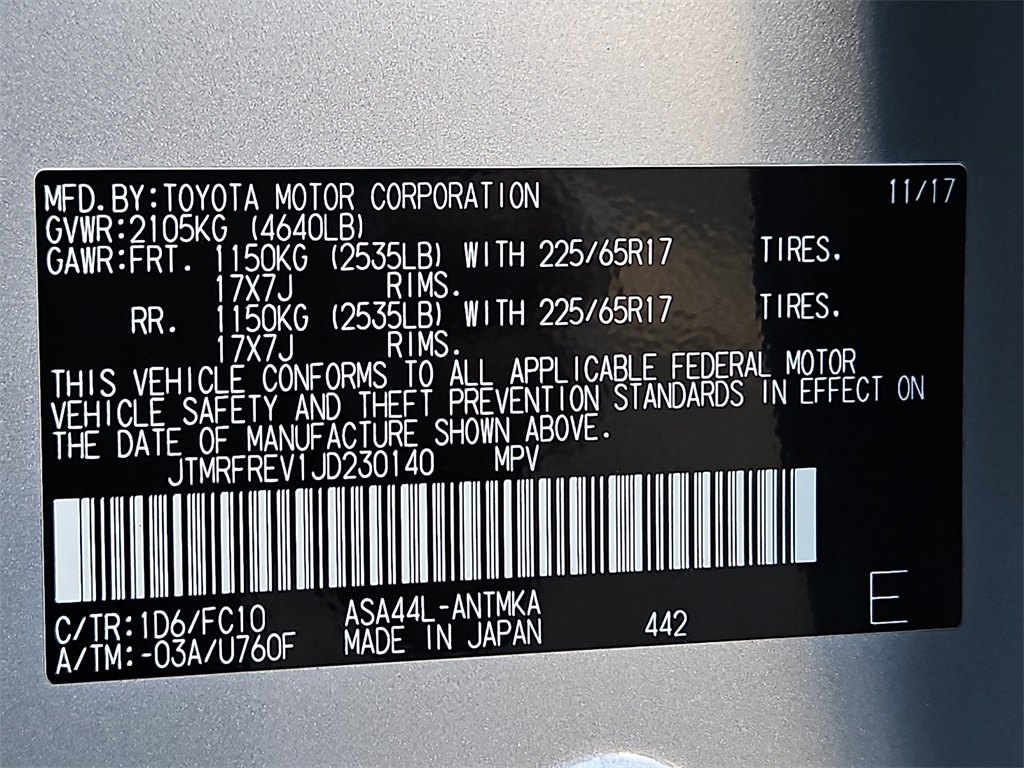 MFD.BY:TOYOTA MOTOR CORPORATION 11/17
GVWR:2105KG (4640LB)
GAWR:FRT. 1150KG (2535LB) WITH 225/65R17 TIRES.
17X7J RIMS.
RR. 1150KG (2535LB) WITH 225/65R17 TIRES.
17X7J RIMS.
THIS VEHICLE CONFORMS TO ALL APPLICABLE FEDERAL MOTOR
VEHICLE SAFETY AND THEFT PREVENTION STANDARDS IN EFFECT ON
THE DATE OF MANUFACTURE SHOWN ABOVE.
JTMRFREV1JD230140 MPV
C/TR:1D6/FC10 ASA44L-ANTMKA
A/TM:-03A/U760F MADE IN JAPAN 442 E